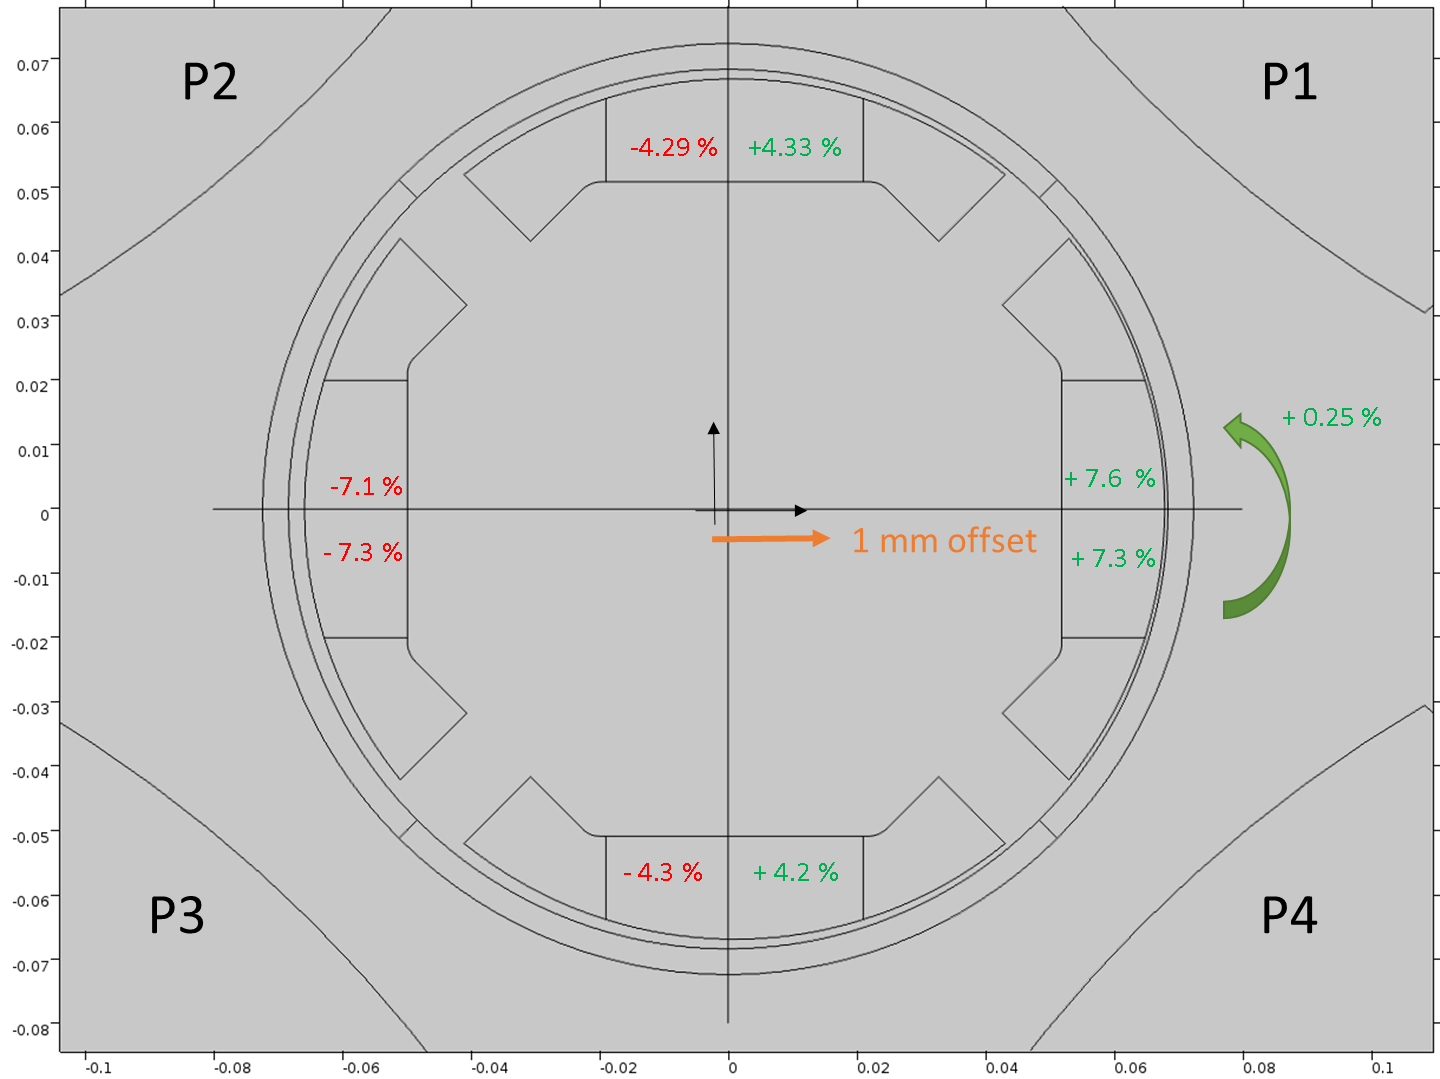 P2
P1
-4.29 %
+4.33 %
+ 0.25 %
-7.1 %
+ 7.6 %
- 7.3 %
+ 7.3 %
1 mm offset
- 4.3 %
+ 4.2 %
P3
P4
0.07
0.06
0.05
0.04
0.03
0.02
0.01
0
-0.01
-0.02
-0.03
-0.04
-0.05
-0.06
-0.07
-0.08
-0.1 -0.08 -0.06 -0.04 -0.02 0 0.02 0.04 0.06 0.08 0.1